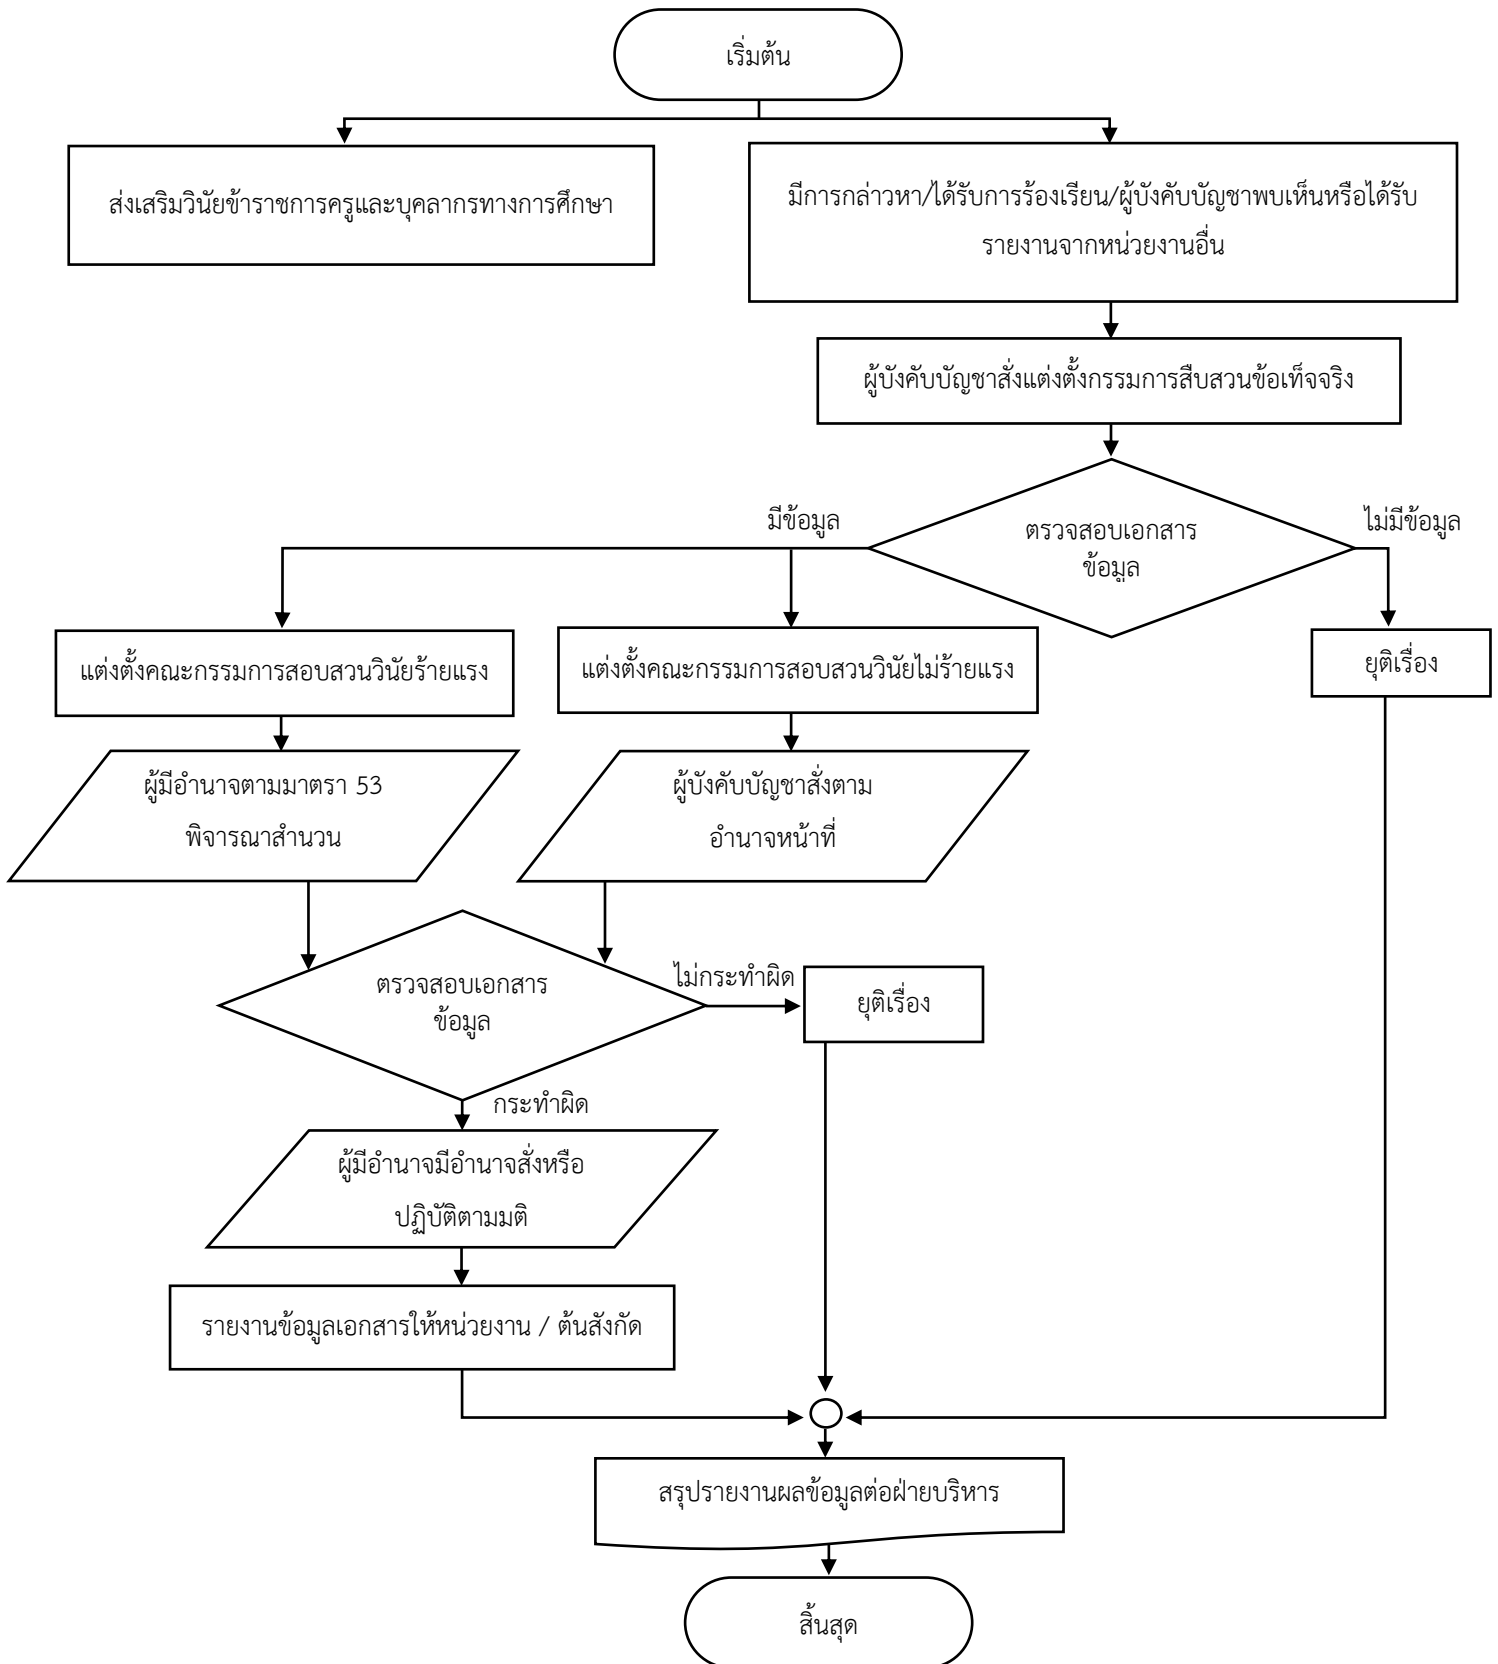 เริ่มต้น
ส่งเสริมวินัยข้าราชการครูและบุคลากรทางการศึกษา
มีการกล่าวหา/ได้รับการร้องเรียน/ผู้บังคับบัญชาพบเห็นหรือได้รับ
รายงานจากหน่วยงานอื่น
ผู้บังคับบัญชาสั่งแต่งตั้งกรรมการสืบสวนข้อเท็จจริง
มีข้อมูล
ตรวจสอบเอกสาร
ข้อมูล
ไม่มีข้อมูล
แต่งตั้งคณะกรรมการสอบสวนวินัยร้ายแรง
แต่งตั้งคณะกรรมการสอบสวนวินัยไม่ร้ายแรง
ยุติเรื่อง
ผู้มีอำนาจตามมาตรา 53
พิจารณาสำนวน
ผู้บังคับบัญชาสั่งตาม
อำนาจหน้าที่
ตรวจสอบเอกสาร
ข้อมูล
ไม่กระทำผิด
ยุติเรื่อง
กระทำผิด
ผู้มีอำนาจมีอำนาจสั่งหรือ
ปฏิบัติตามมติ
รายงานข้อมูลเอกสารให้หน่วยงาน / ต้นสังกัด
สรุปรายงานผลข้อมูลต่อฝ่ายบริหาร
สิ้นสุด